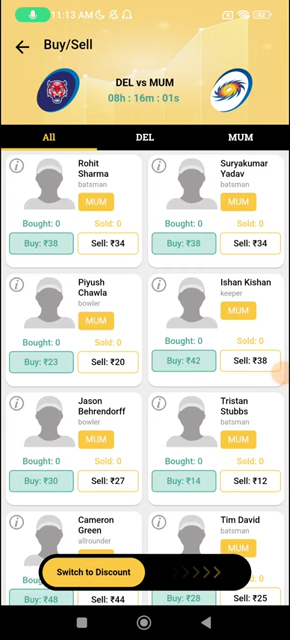 11:13 AM
Buy/Sell
DEL vs MUM
08h : 16m : 01s
All DEL MUM
Rohit Sharma
batsman
MUM
Bought: 0 Sold: 0
Buy: ₹38 Sell: ₹34
Suryakumar Yadav
batsman
MUM
Bought: 0 Sold: 0
Buy: ₹38 Sell: ₹34
Piyush Chawla
bowler
MUM
Bought: 0 Sold: 0
Buy: ₹23 Sell: ₹20
Ishan Kishan
keeper
MUM
Bought: 0 Sold: 0
Buy: ₹42 Sell: ₹38
Jason Behrendorff
bowler
MUM
Bought: 0 Sold: 0
Buy: ₹30 Sell: ₹27
Tristan Stubbs
batsman
MUM
Bought: 0 Sold: 0
Buy: ₹14 Sell: ₹12
Cameron Green
allrounder
Buy: ₹48 Sell: ₹44
Tim David
batsman
MUM
Buy: ₹28 Sell: ₹25
Switch to Discount